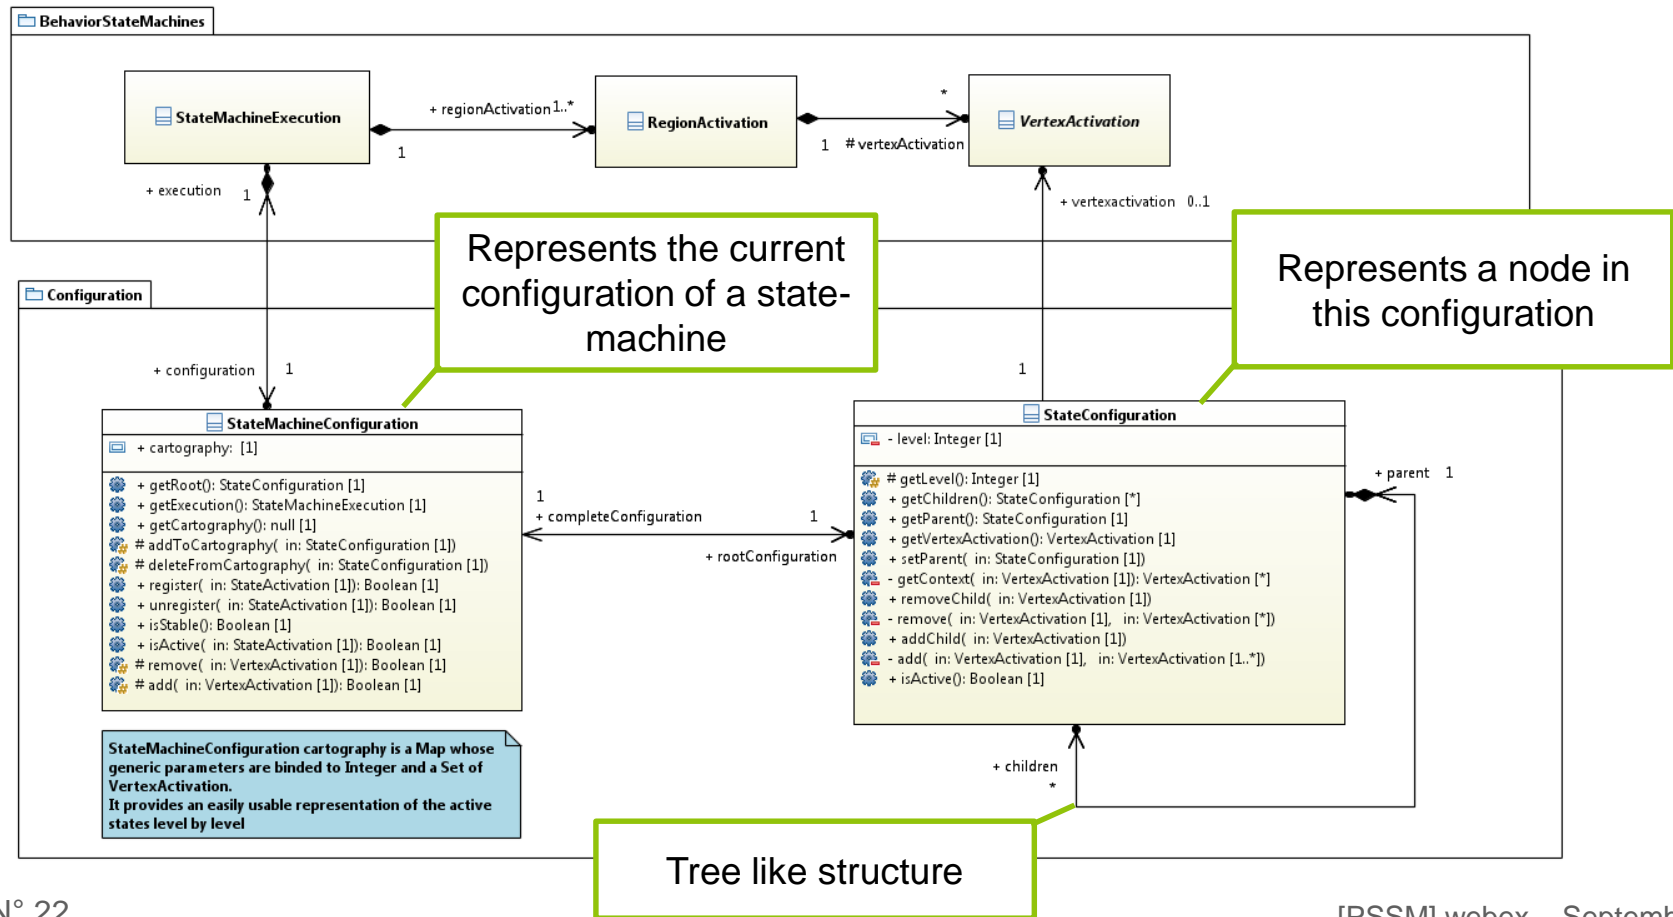 BehaviorStateMachines
StateMachineExecution
+ regionActivation 1..*
1
RegionActivation
*
1 # vertexActivation
VertexActivation
+ execution 1
+ vertexactivation 0..1
Represents the current
configuration of a state-
machine
Represents a node in
this configuration
Configuration
+ configuration 1
1
StateMachineConfiguration
+ cartography: [1]
+ getRoot(): StateConfiguration [1]
+ getExecution(): StateMachineExecution [1]
+ getCartography(): null [1]
# addToCartography( in: StateConfiguration [1])
# deleteFromCartography( in: StateConfiguration [1])
+ register( in: StateActivation [1]): Boolean [1]
+ unregister( in: StateActivation [1]): Boolean [1]
+ isStable(): Boolean [1]
+ isActive( in: StateActivation [1]): Boolean [1]
# remove( in: VertexActivation [1]): Boolean [1]
# add( in: VertexActivation [1]): Boolean [1]
1
+ completeConfiguration 1
+ rootConfiguration
StateConfiguration
- level: Integer [1]
# getLevel(): Integer [1]
+ getChildren(): StateConfiguration [*]
+ getParent(): StateConfiguration [1]
+ getVertexActivation(): VertexActivation [1]
+ setParent( in: StateConfiguration [1])
- getContext( in: VertexActivation [1]): VertexActivation [*]
+ removeChild( in: VertexActivation [1])
- remove( in: VertexActivation [1], in: VertexActivation [*])
+ addChild( in: VertexActivation [1])
- add( in: VertexActivation [1], in: VertexActivation [1..*])
+ isActive(): Boolean [1]
+ parent 1
+ children
*
StateMachineConfiguration cartography is a Map whose
generic parameters are binded to Integer and a Set of
VertexActivation.
It provides an easily usable representation of the active
states level by level
Tree like structure
N° 22